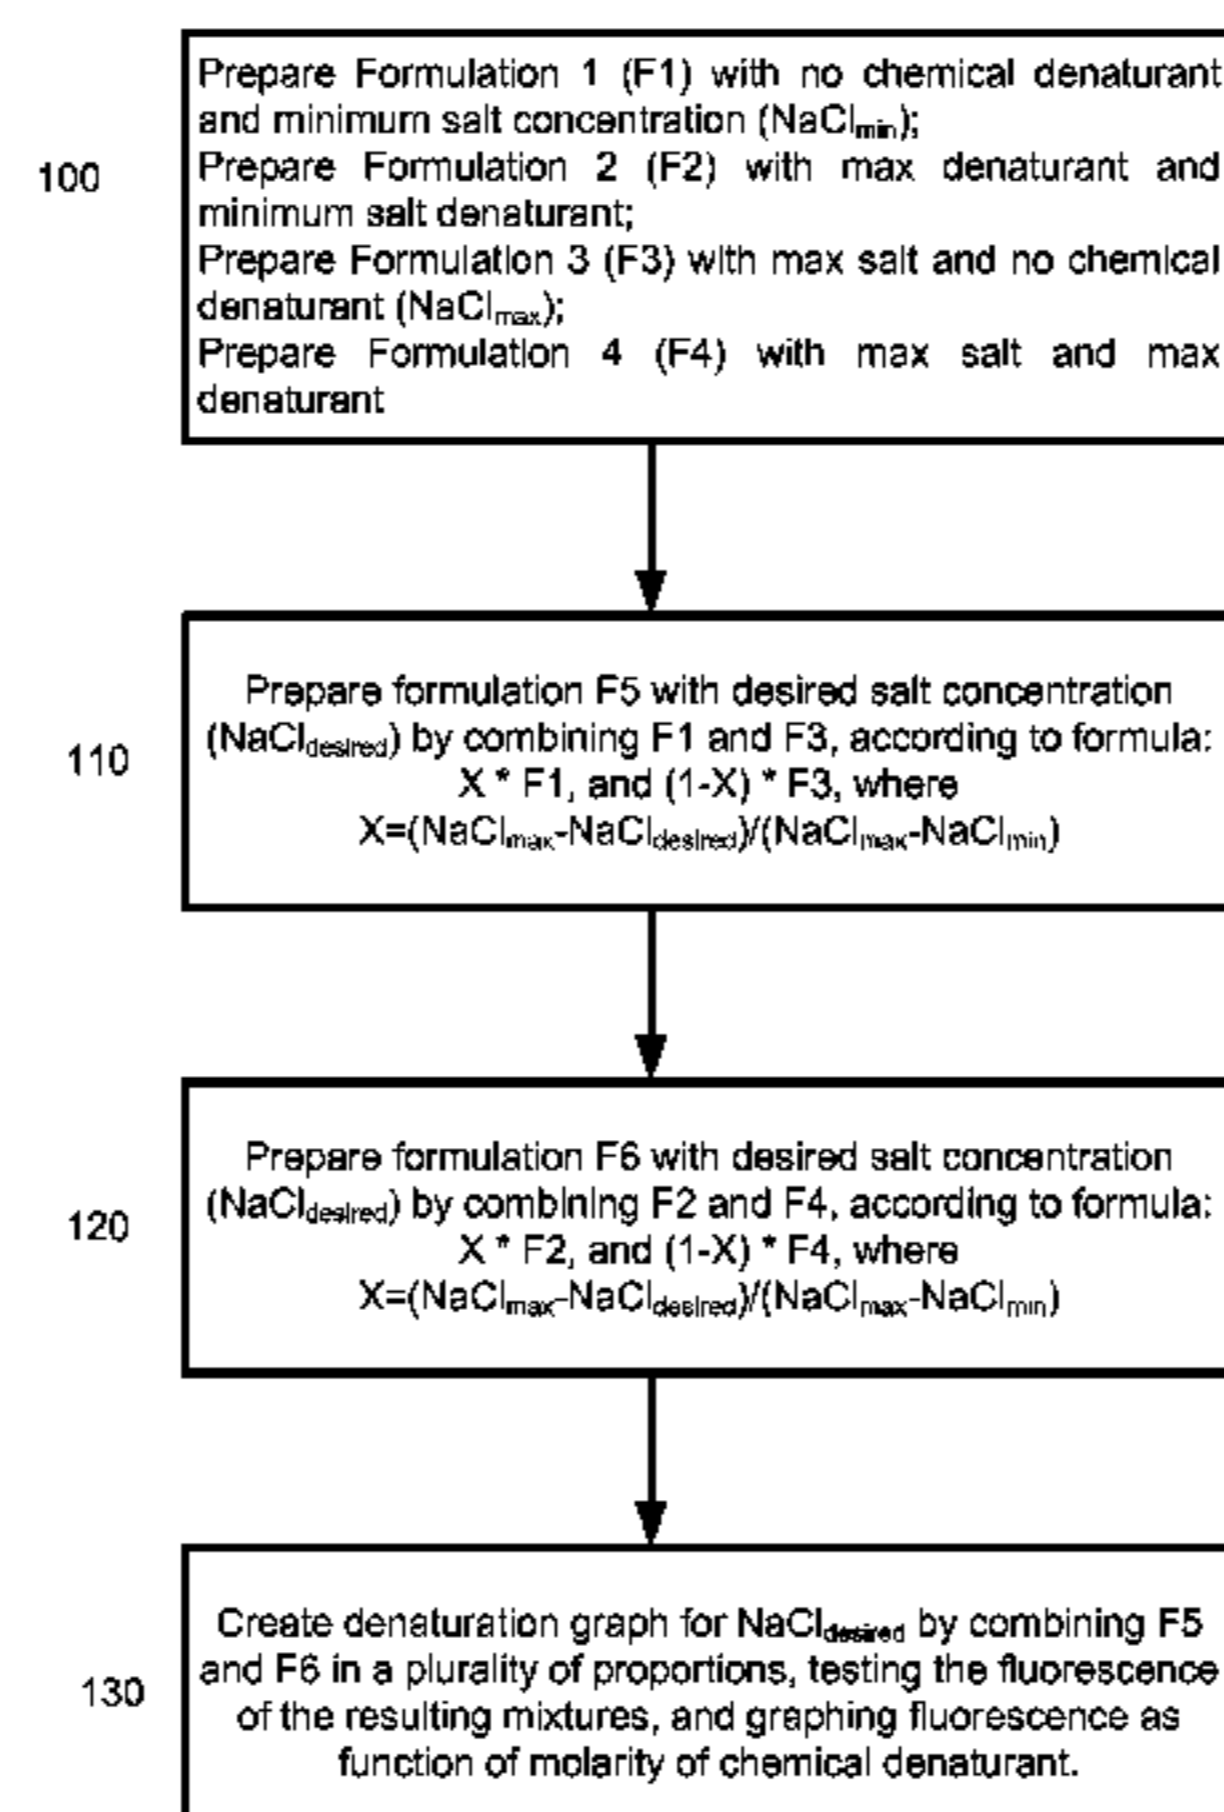 Prepare Formulation 1 (F1) with no chemical denaturant
and minimum salt concentration (NaClmin);
100
Prepare Formulation 2 (F2) with max denaturant and
minimum salt denaturant;
Prepare Formulation 3 (F3) with max salt and no chemical
denaturant (NaClmax);
Prepare Formulation 4 (F4) with max salt and max
denaturant
Prepare formulation F5 with desired salt concentration
110
(NaCldesired) by combining F1 and F3, according to formula:
X * F1, and (1-X) * F3, where
X=(NaClmax-NaCldesired)/(NaClmax-NaClmin)
Prepare formulation F6 with desired salt concentration
120
(NaCldesired) by combining F2 and F4, according to formula:
X * F2, and (1-X) * F4, where
X=(NaClmax-NaCldesired)/(NaClmax-NaClmin)
Create denaturation graph for NaCldesired by combining F5
130
and F6 in a plurality of proportions, testing the fluorescence
of the resulting mixtures, and graphing fluorescence as
function of molarity of chemical denaturant.